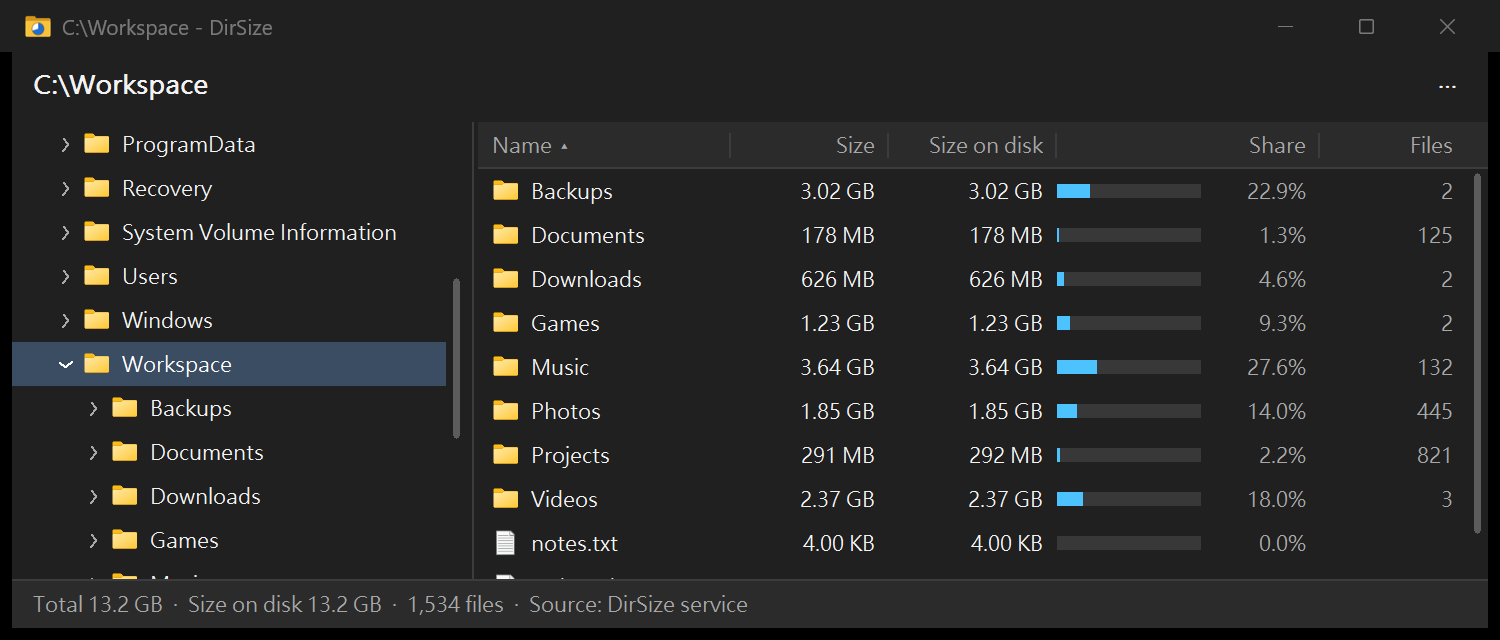 C:\Workspace - DirSize
C:\Workspace
...
ProgramData
Recovery
System Volume Information
Users
Windows
Workspace
Backups
Documents
Downloads
Games
Name Size Size on disk Share Files
Backups 3.02 GB 3.02 GB 22.9% 2
Documents 178 MB 178 MB 1.3% 125
Downloads 626 MB 626 MB 4.6% 2
Games 1.23 GB 1.23 GB 9.3% 2
Music 3.64 GB 3.64 GB 27.6% 132
Photos 1.85 GB 1.85 GB 14.0% 445
Projects 291 MB 292 MB 2.2% 821
Videos 2.37 GB 2.37 GB 18.0% 3
notes.txt 4.00 KB 4.00 KB 0.0%
Total 13.2 GB · Size on disk 13.2 GB · 1,534 files · Source: DirSize service